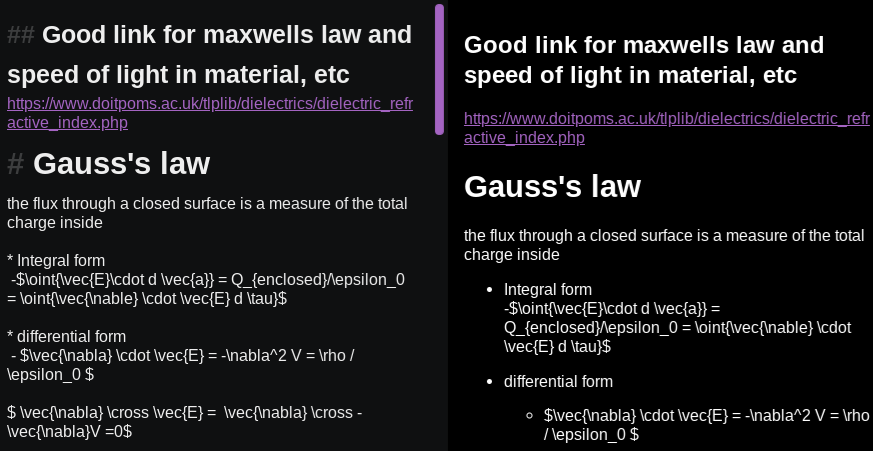 ## Good link for maxwells law and
speed of light in material, etc
https://www.doitpoms.ac.uk/tlplib/dielectrics/dielectric_refr
active_index.php
# Gauss's law
the flux through a closed surface is a measure of the total
charge inside
* Integral form
-$\oint{\vec{E}\cdot d \vec{a}} = Q_{enclosed}/\epsilon_0
= \oint{\vec{\nable} \cdot \vec{E} d \tau}$
* differential form
- $\vec{\nabla} \cdot \vec{E} = -\nabla^2 V = \rho /
\epsilon_0 $
$ \vec{\nabla} \cross \vec{E} =  \vec{\nabla} \cross -
\vec{\nabla}V =0$
Good link for maxwells law and
speed of light in material, etc
https://www.doitpoms.ac.uk/tlplib/dielectrics/dielectric_refr
active_index.php
Gauss's law
the flux through a closed surface is a measure of the total
charge inside
• Integral form
-$\oint{\vec{E}\cdot d \vec{a}} =
Q_{enclosed}/\epsilon_0 = \oint{\vec{\nable} \cdot
\vec{E} d \tau}$
• differential form
◦ $\vec{\nabla} \cdot \vec{E} = -\nabla^2 V = \rho
/ \epsilon_0 $